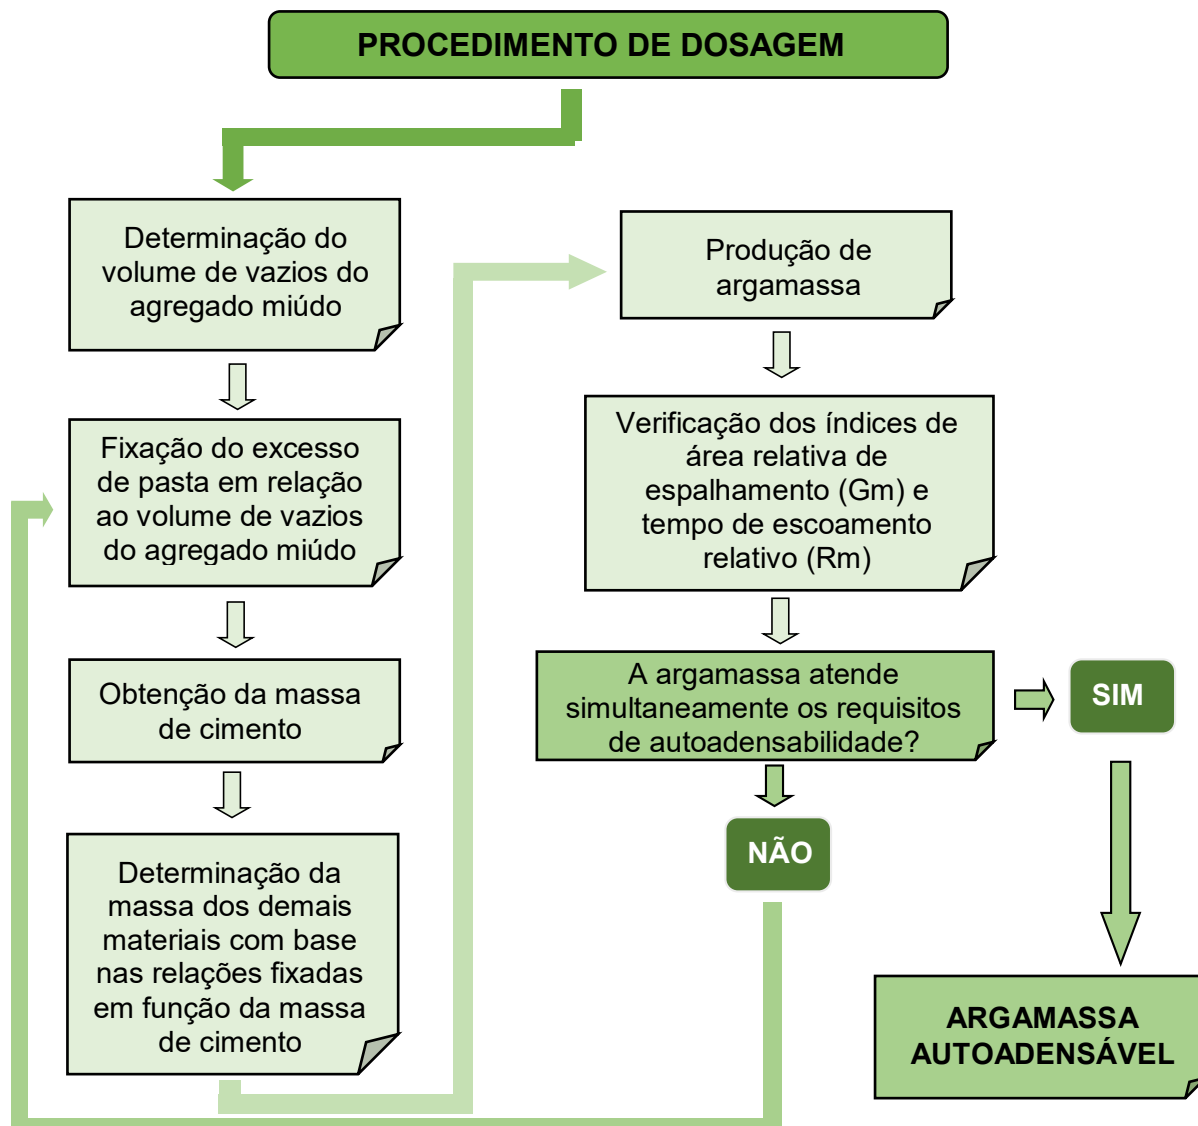 PROCEDIMENTO DE DOSAGEM
Determinação do
volume de vazios do
agregado miúdo
Fixação do excesso
de pasta em relação
ao volume de vazios
do agregado miúdo
Obtenção da massa
de cimento
Determinação da
massa dos demais
materiais com base
nas relações fixadas
em função da massa
de cimento
Produção de
argamassa
Verificação dos índices de
área relativa de
espalhamento (Gm) e
tempo de escoamento
relativo (Rm)
A argamassa atende
simultaneamente os requisitos
de autoadensabilidade?
SIM
NÃO
ARGAMASSA
AUTOADENSÁVEL